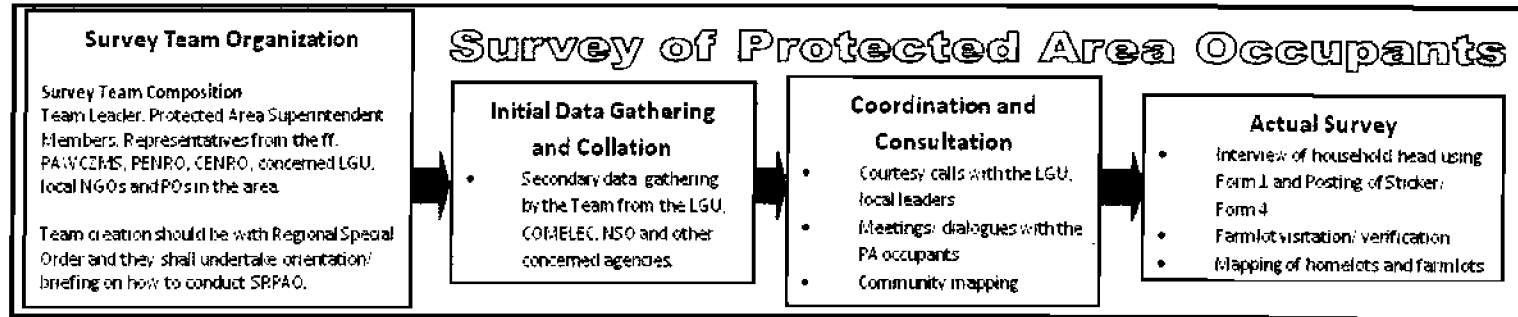 Survey of Protected Area Occupants
Survey Team Organization
Survey Team Composition
Team Leader. Protected Area Superintendent
Members. Representatives from the ff.
PAWCZMS, PENRO, CENRO, concerned LGU,
local NGOs and POs in the area.
Team creation should be with Regional Special
Order and they shall undertake orientation/
briefing on how to conduct SRPAO.
Initial Data Gathering
and Collation
• Secondary data gathering
by the Team from the LGU,
COMELEC, NSO and other
concerned agencies.
Coordination and
Consultation
• Courtesy calls with the LGU,
local leaders
• Meetings/ dialogues with the
PA occupants
• Community mapping
Actual Survey
• Interview of household head using
Form 1 and Posting of Sticker/
Form 4
• Farmlot visitation/ verification
• Mapping of homelots and farmlots